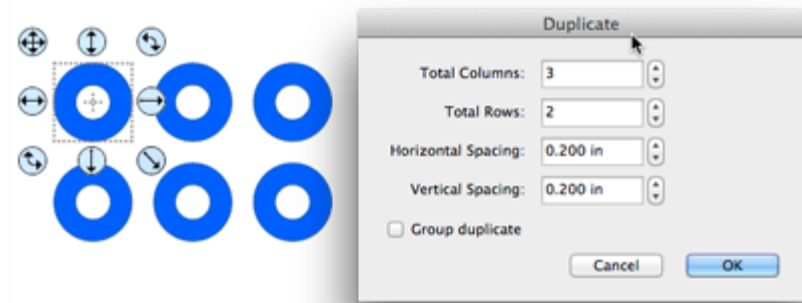 Duplicate
Total Columns: 3
Total Rows: 2
Horizontal Spacing: 0.200 in
Vertical Spacing: 0.200 in
Group duplicate
Cancel OK